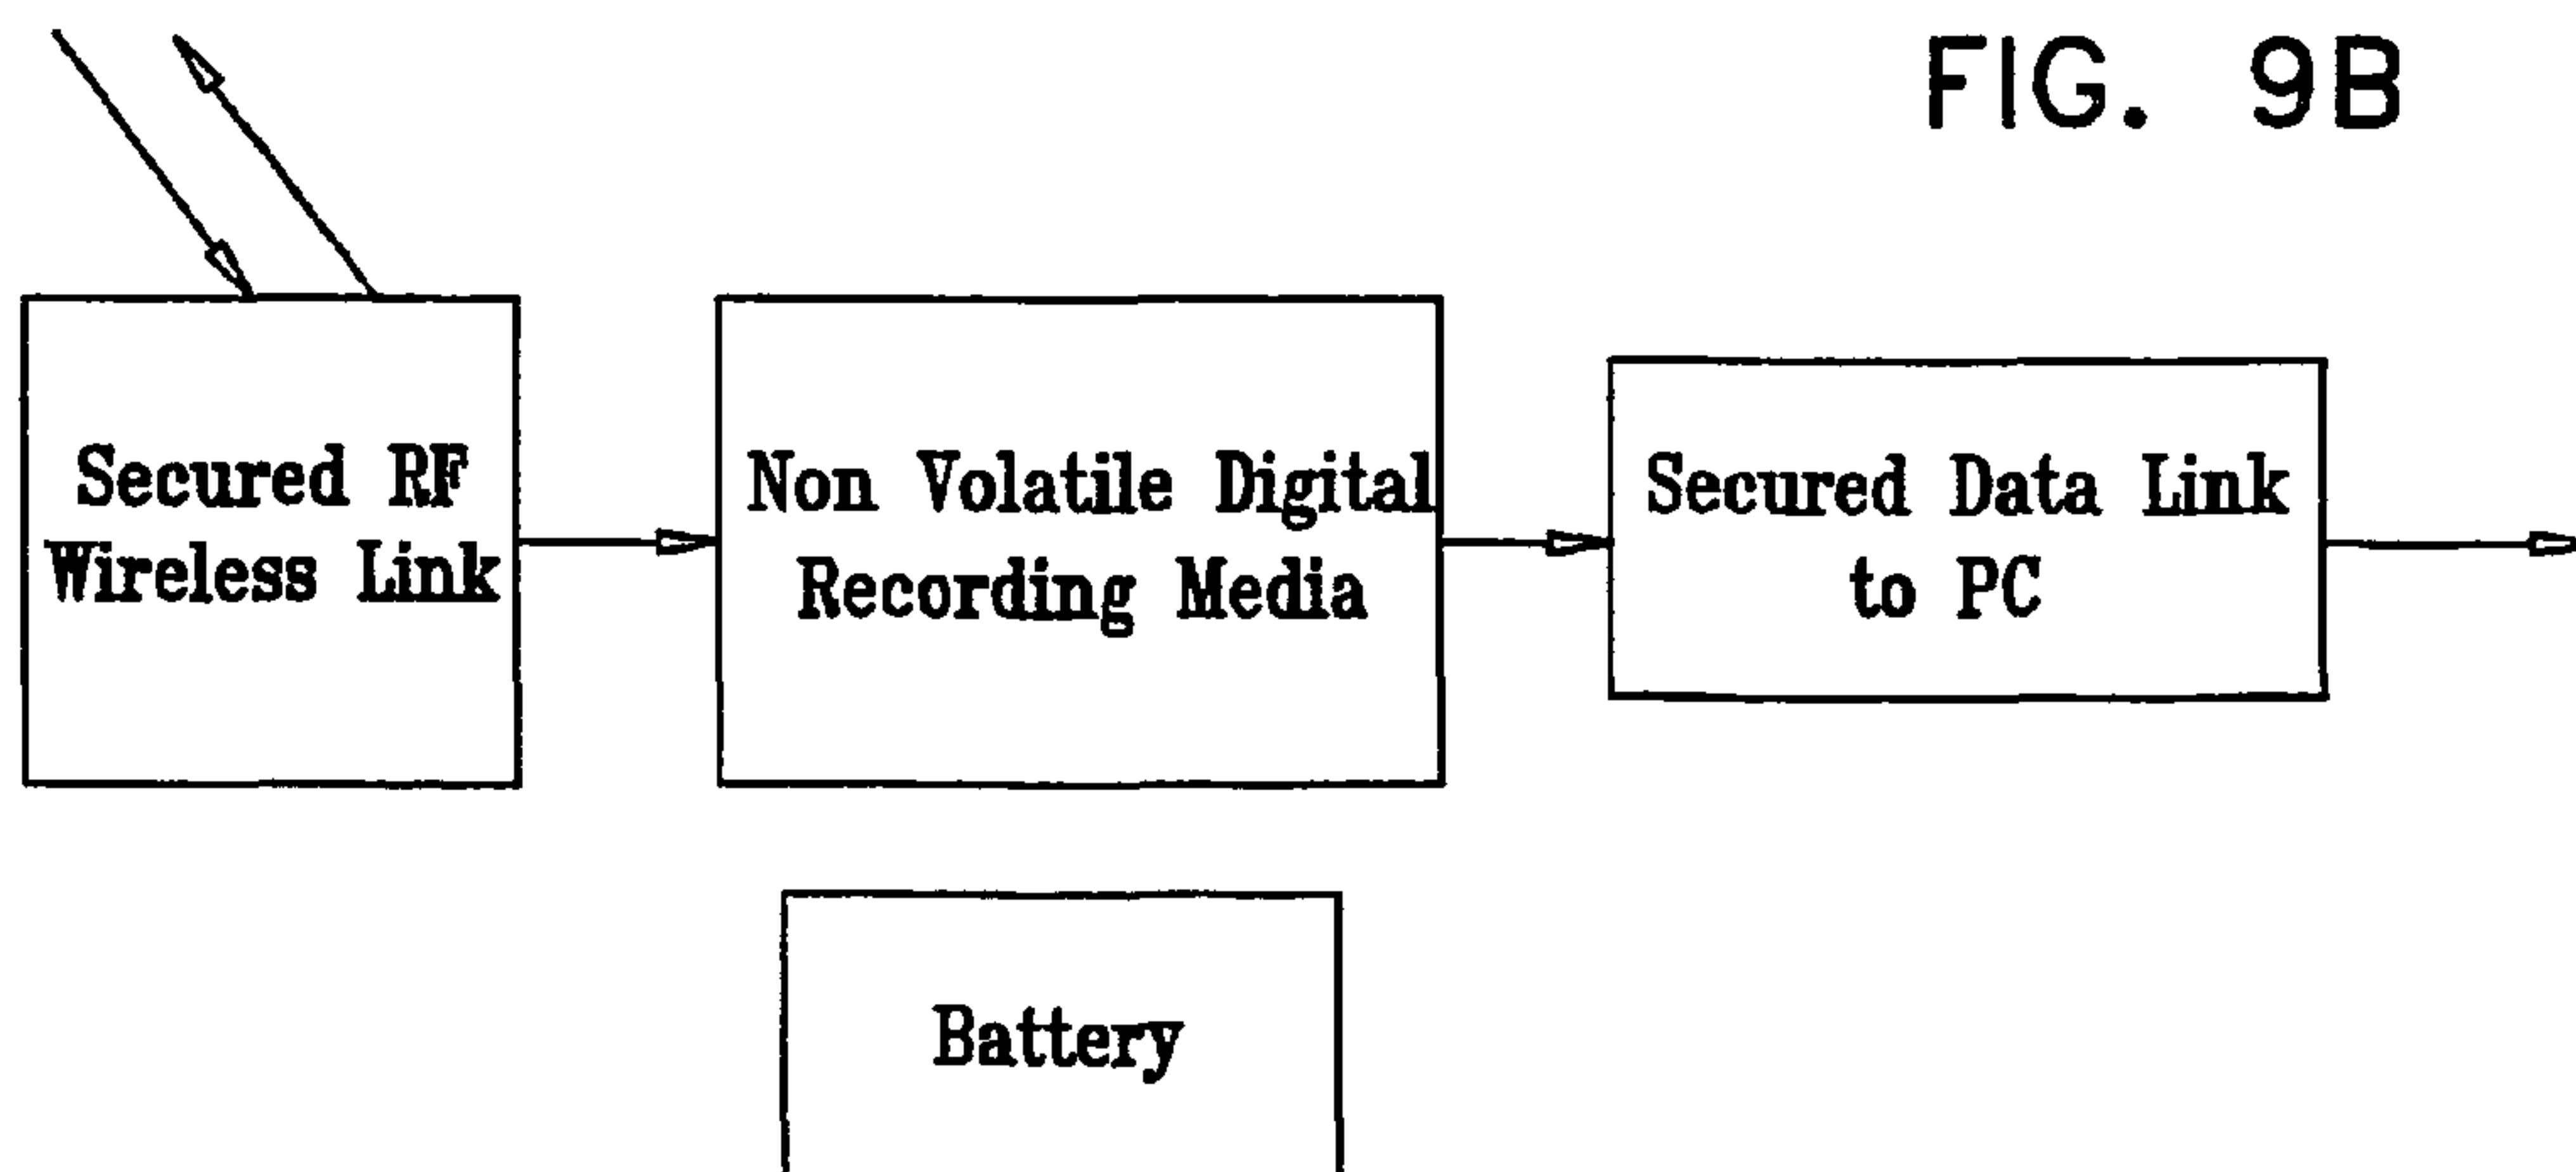 FIG. 9B
Secured RF
Wireless Link
Non Volatile Digital
Recording Media
Secured Data Link
to PC
Battery